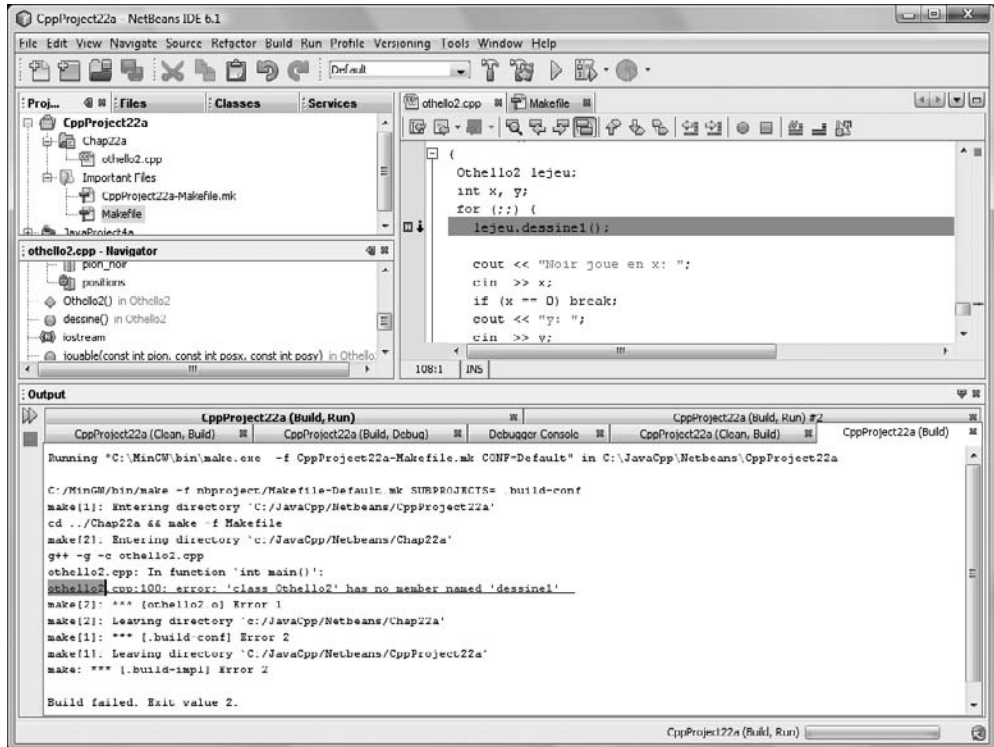 CppProject22a - NetBeans IDE 6.1
File Edit View Navigate Source Refactor Build Run Profile Versioning Tools Window Help
Default
Proj...
Files
Classes
Services
CppProject22a
Chap22a
othello2.cpp
Important Files
CppProject22a-Makefile.mk
Makefile
JavaProject4a
othello2.cpp Makefile
{
Othello2 lejeu;
int x, y;
for (;;) {
lejeu.dessine1();
cout << "Noir joue en x: ";
cin >> x;
if (x == 0) break;
cout << "y: ";
cin >> y;
108:1 INS
othello2.cpp - Navigator
pion_noir
positions
Othello2() in Othello2
dessine() in Othello2
iostream
jouable(const int pion, const int posx, const int posy) in Othello
Output
CppProject22a (Build, Run)
CppProject22a (Build, Run) #2
CppProject22a (Clean, Build)
CppProject22a (Build, Debug)
Debugger Console
CppProject22a (Clean, Build)
CppProject22a (Build)
Running "C:\MinGW\bin\make.exe -f CppProject22a-Makefile.mk CONF=Default" in C:\JavaCpp\Netbeans\CppProject22a
C:/MinGW/bin/make -f nbproject/Makefile-Default.mk SUBPROJECTS= .build-conf
make[1]: Entering directory `C:/JavaCpp/Netbeans/CppProject22a'
cd ../Chap22a && make -f Makefile
make[2]: Entering directory `c:/JavaCpp/Netbeans/Chap22a'
g++ -g -c othello2.cpp
othello2.cpp: In function `int main()':
othello2.cpp:108: error: 'class Othello2' has no member named 'dessine1'
make[2]: *** [othello2.o] Error 1
make[2]: Leaving directory `c:/JavaCpp/Netbeans/Chap22a'
make[1]: *** [.build-conf] Error 2
make[1]: Leaving directory `C:/JavaCpp/Netbeans/CppProject22a'
make: *** [.build-impl] Error 2
Build failed. Exit value 2.
CppProject22a (Build, Run)